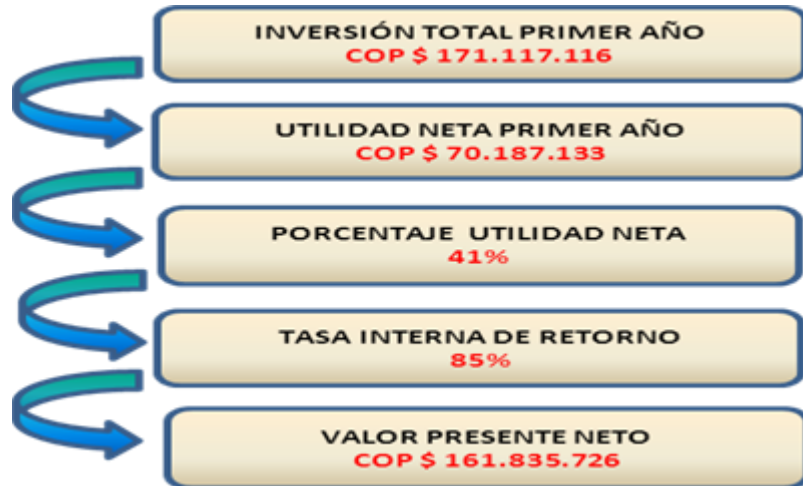 INVERSIÓN TOTAL PRIMER AÑO
COP $ 171.117.116
UTILIDAD NETA PRIMER AÑO
COP $ 70.187.133
PORCENTAJE UTILIDAD NETA
41%
TASA INTERNA DE RETORNO
85%
VALOR PRESENTE NETO
COP $ 161.835.726